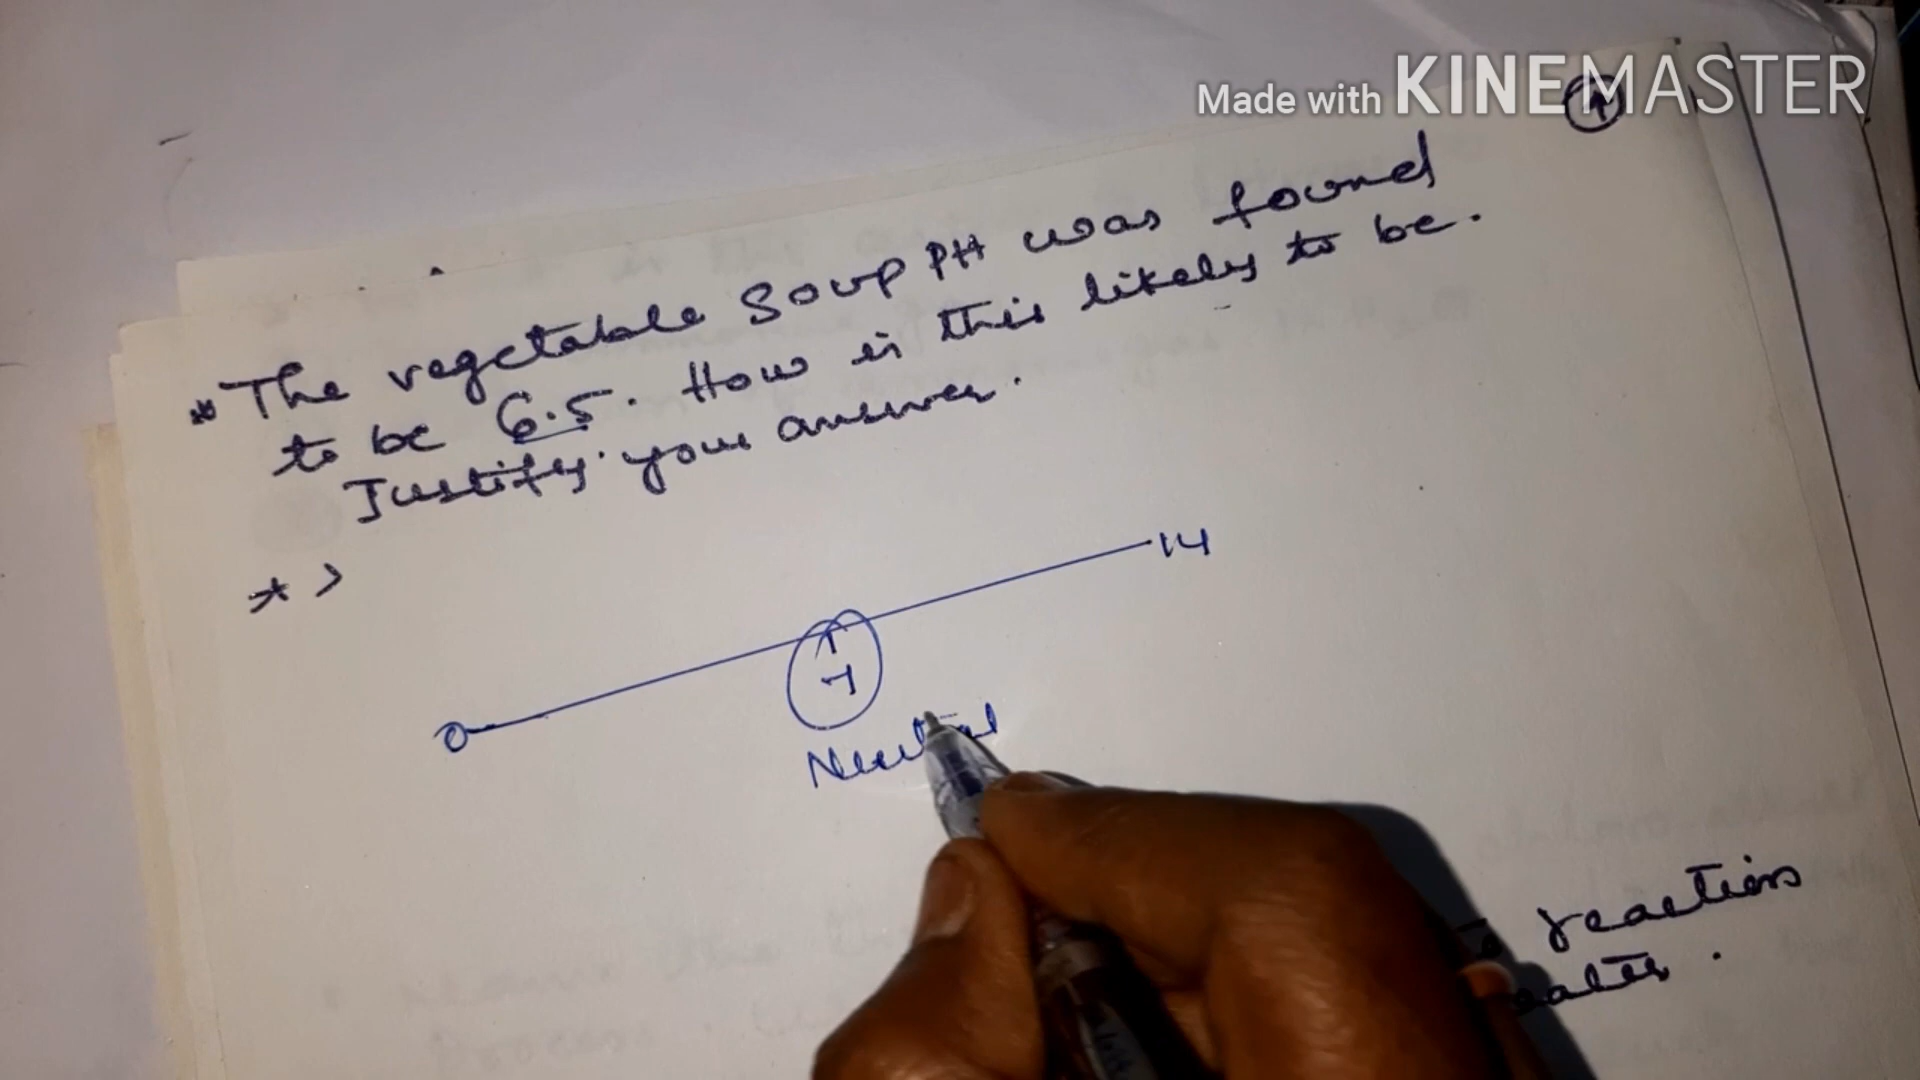 Made with KINEMASTER
* The vegetable Soup PH was found
to be 6.5. How is this likely to be.
Justify your answer.
* >
14
7
0
Neutral
reaction